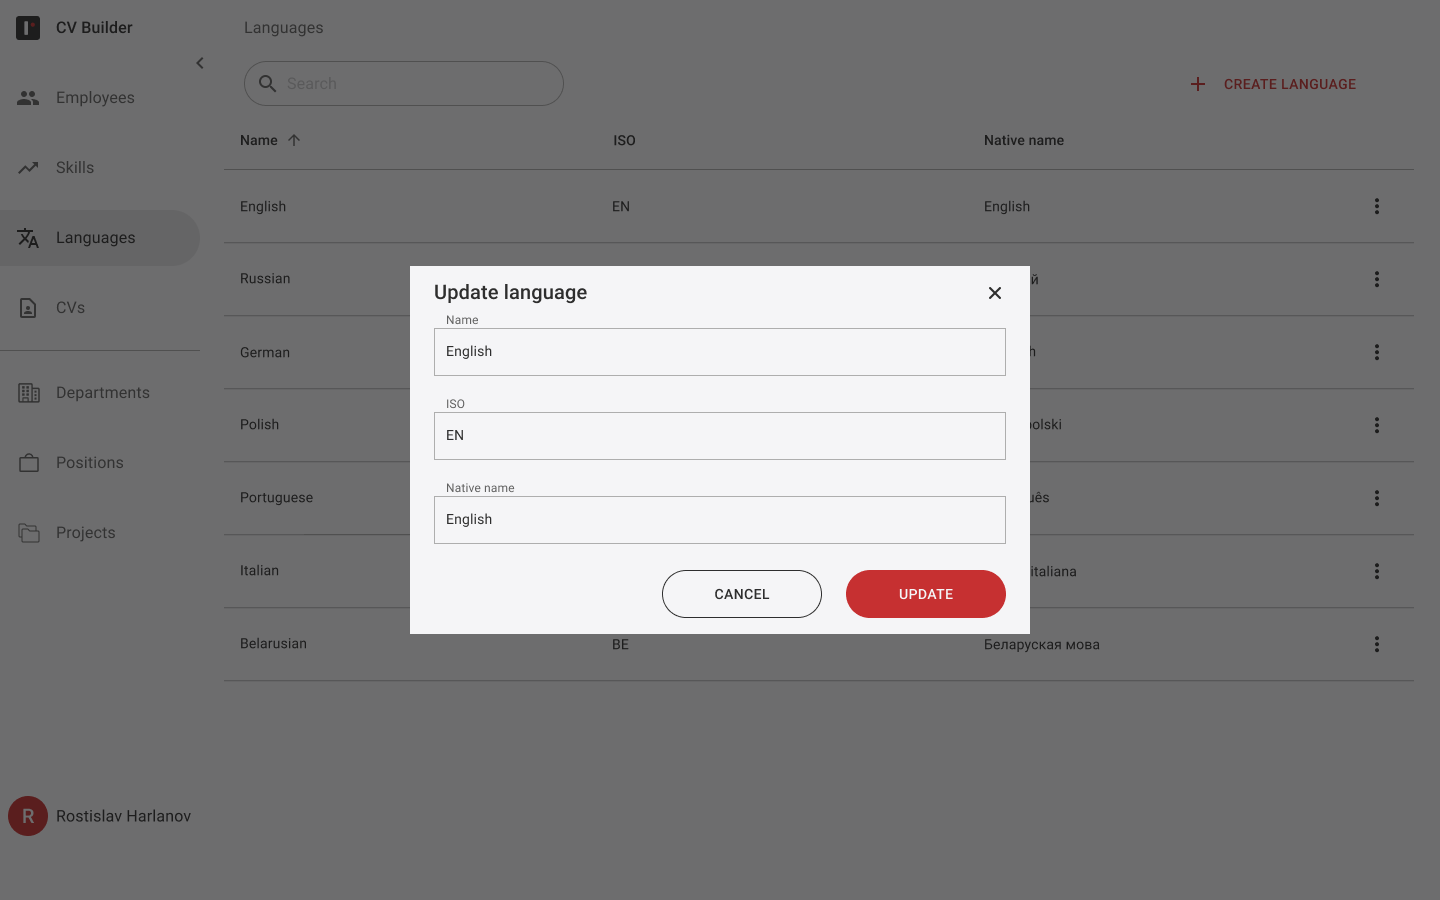 CV Builder
Languages
Search
CREATE LANGUAGE
Employees
Skills
Languages
CVs
Departments
Positions
Projects
Name
ISO
Native name
English
EN
English
Russian
German
Polish
Portuguese
Italian
Belarusian
BE
Беларуская мова
Update language
Name
English
ISO
EN
Native name
English
CANCEL
UPDATE
R
Rostislav Harlanov